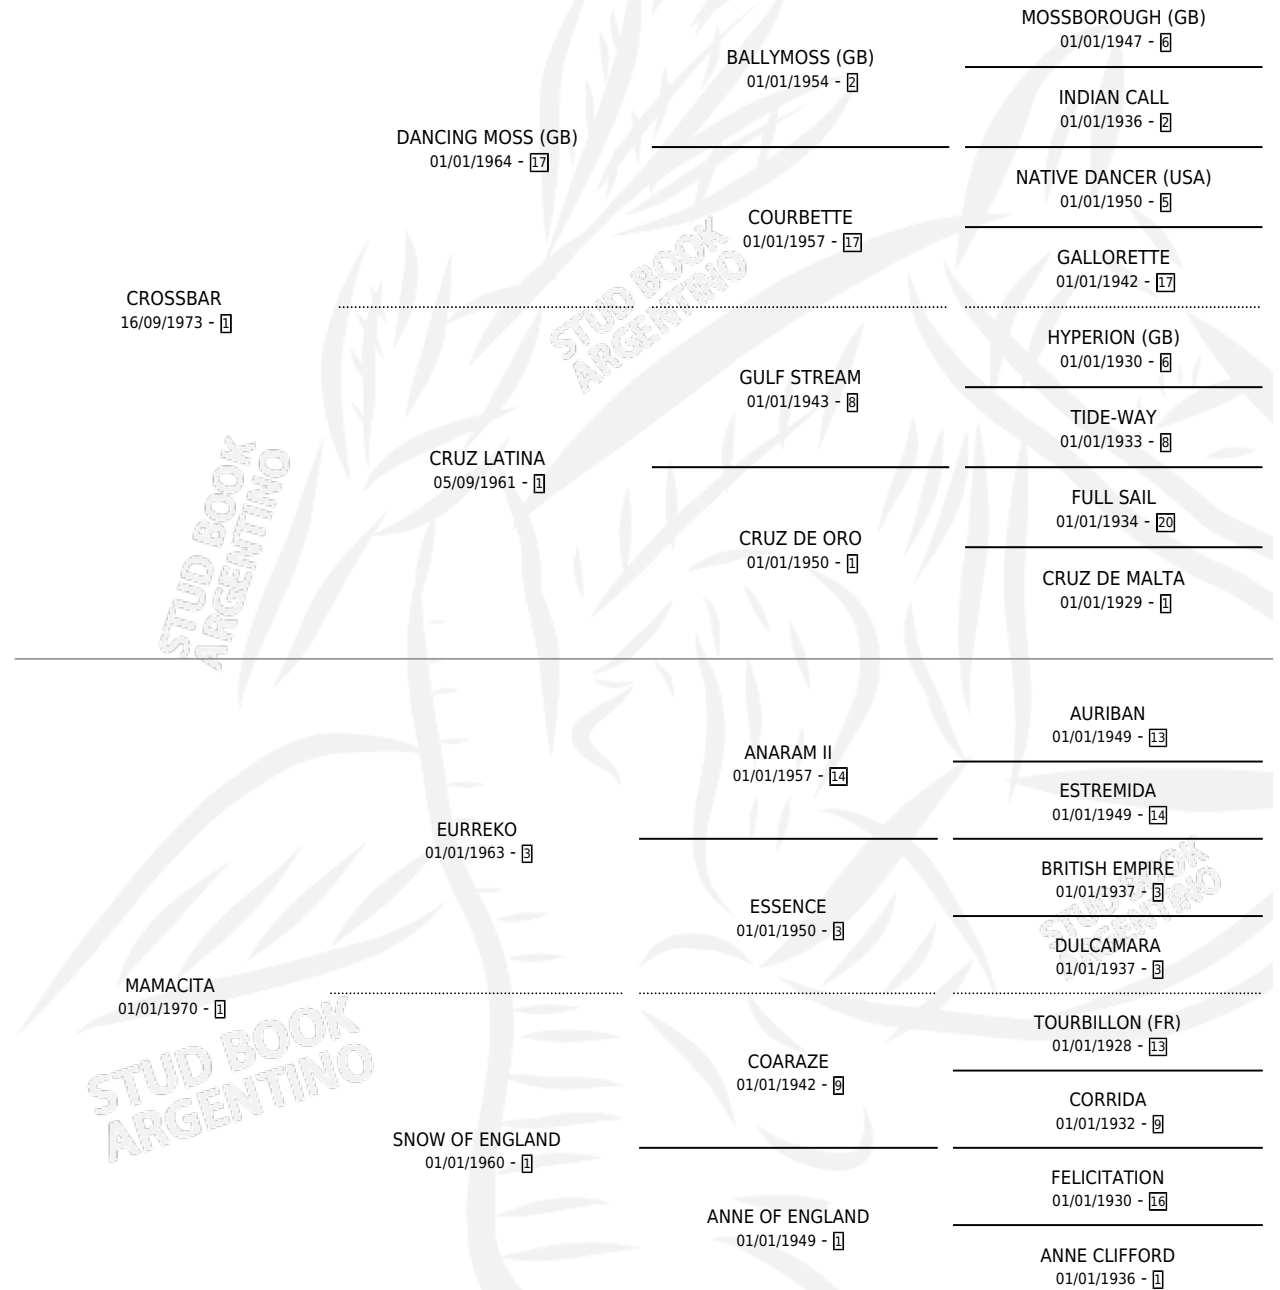 MOSSBOROUGH (GB)
01/01/1947 - 6
BALLYMOSS (GB)
01/01/1954 - 2
INDIAN CALL
01/01/1936 - 2
DANCING MOSS (GB)
01/01/1964 - 17
NATIVE DANCER (USA)
01/01/1950 - 5
COURBETTE
01/01/1957 - 17
GALLORETTE
01/01/1942 - 17
CROSSBAR
16/09/1973 - 1
HYPERION (GB)
01/01/1930 - 6
GULF STREAM
01/01/1943 - 8
TIDE-WAY
01/01/1933 - 8
CRUZ LATINA
05/09/1961 - 1
FULL SAIL
01/01/1934 - 20
CRUZ DE ORO
01/01/1950 - 1
CRUZ DE MALTA
01/01/1929 - 1
STUD BOOK
ARGENTINO
STUD BOOK
ARGENTINO
AURIBAN
01/01/1949 - 13
ANARAM II
01/01/1957 - 14
ESTREMIDA
01/01/1949 - 14
EURREKO
01/01/1963 - 3
BRITISH EMPIRE
01/01/1937 - 3
ESSENCE
01/01/1950 - 3
DULCAMARA
01/01/1937 - 3
MAMACITA
01/01/1970 - 1
TOURBILLON (FR)
01/01/1928 - 13
COARAZE
01/01/1942 - 9
CORRIDA
01/01/1932 - 9
SNOW OF ENGLAND
01/01/1960 - 1
FELICITATION
01/01/1930 - 16
ANNE OF ENGLAND
01/01/1949 - 1
ANNE CLIFFORD
01/01/1936 - 1
STUD BOOK
ARGENTINO
STUD BOOK
ARGENTINO